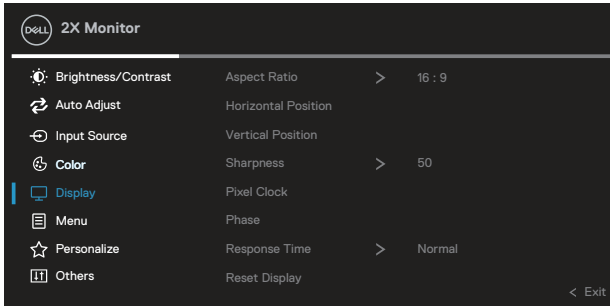 DELL 2X Monitor
Brightness/Contrast Aspect Ratio > 16 : 9
Auto Adjust Horizontal Position
Input Source Vertical Position
Color Sharpness > 50
Display Pixel Clock
Menu Phase
Personalize Response Time > Normal
Others Reset Display
< Exit